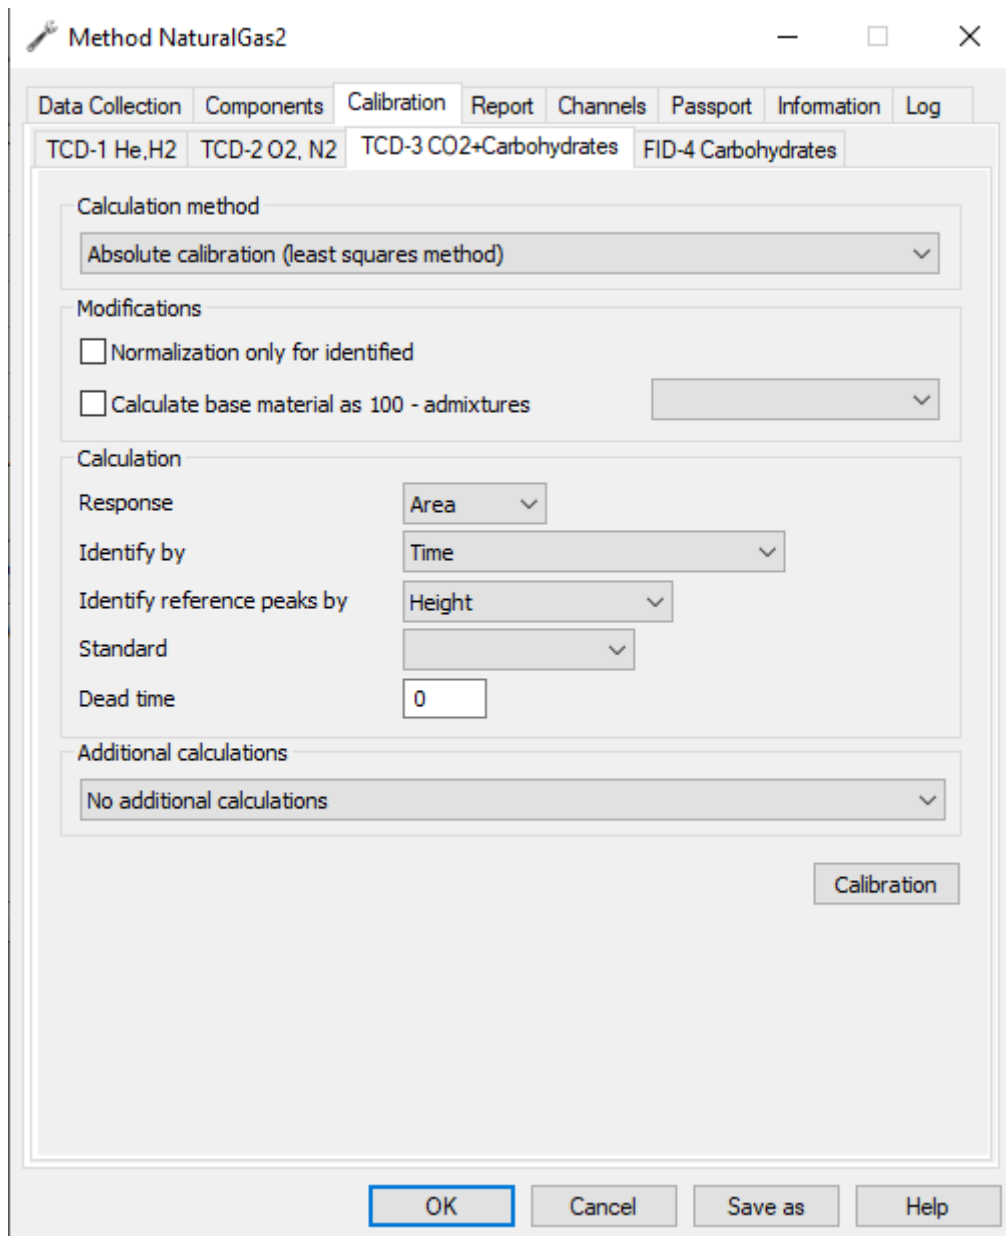 Method NaturalGas2
Data Collection Components Calibration Report Channels Passport Information Log
TCD-1 He,H2 TCD-2 O2, N2 TCD-3 CO2+Carbohydrates FID-4 Carbohydrates
Calculation method
Absolute calibration (least squares method)
Modifications
Normalization only for identified
Calculate base material as 100 - admixtures
Calculation
Response Area
Identify by Time
Identify reference peaks by Height
Standard
Dead time 0
Additional calculations
No additional calculations
Calibration
OK Cancel Save as Help